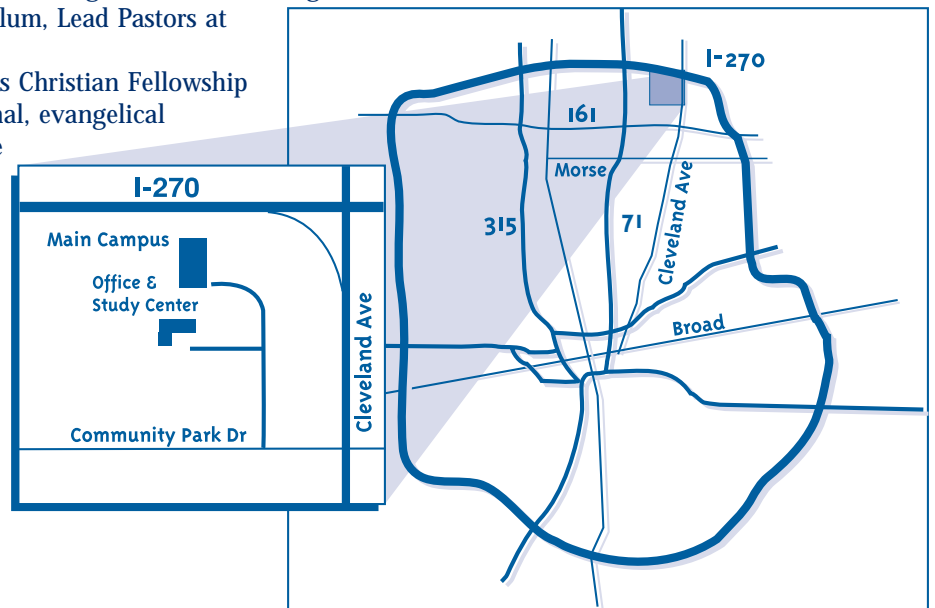 lum, Lead Pastors at
s Christian Fellowship
nal, evangelical
I-270
161
Morse
315
71
Cleveland Ave
Broad
I-270
Main Campus
Office &
Study Center
Cleveland Ave
Community Park Dr